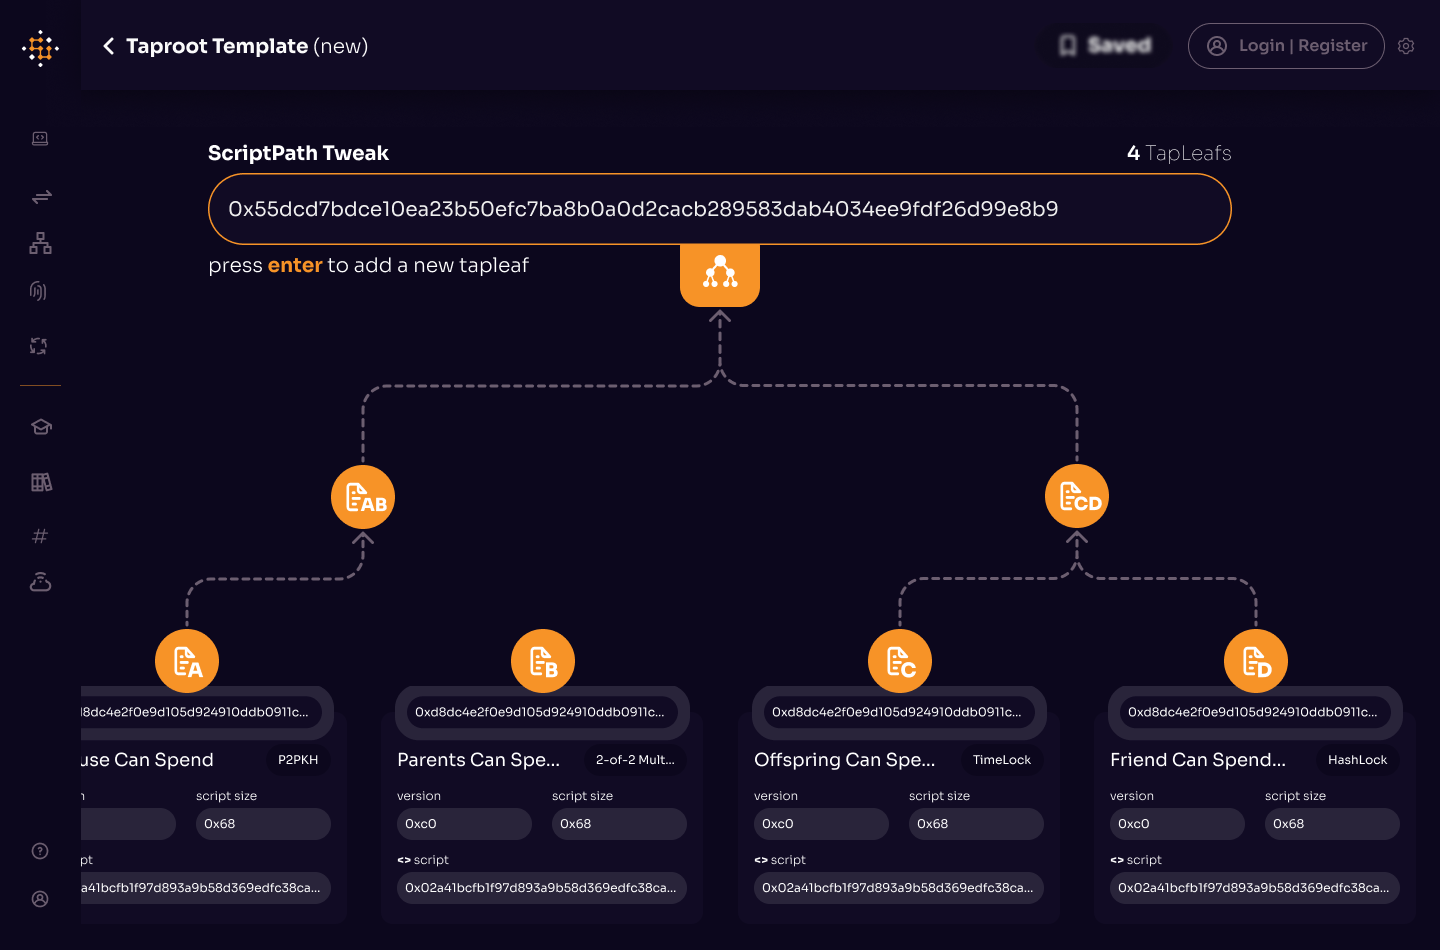 Taproot Template (new)
Saved
Login | Register
ScriptPath Tweak
4 TapLeafs
0x55dcd7bdce10ea23b50efc7ba8b0a0d2cacb289583dab4034ee9fdf26d99e8b9
press enter to add a new tapleaf
AB
CD
A
B
C
D
8dc4e2f0e9d105d924910ddb0911c...
0xd8dc4e2f0e9d105d924910ddb0911c...
0xd8dc4e2f0e9d105d924910ddb0911c...
0xd8dc4e2f0e9d105d924910ddb0911c...
use Can Spend
P2PKH
Parents Can Spe...
2-of-2 Mult...
Offspring Can Spe...
TimeLock
Friend Can Spend...
HashLock
n
script size
version
script size
version
script size
version
script size
0x68
0xc0
0x68
0xc0
0x68
0xc0
0x68
pt
<> script
<> script
<> script
2a41bcfb1f97d893a9b58d369edfc38ca...
0x02a41bcfb1f97d893a9b58d369edfc38ca...
0x02a41bcfb1f97d893a9b58d369edfc38ca...
0x02a41bcfb1f97d893a9b58d369edfc38ca...